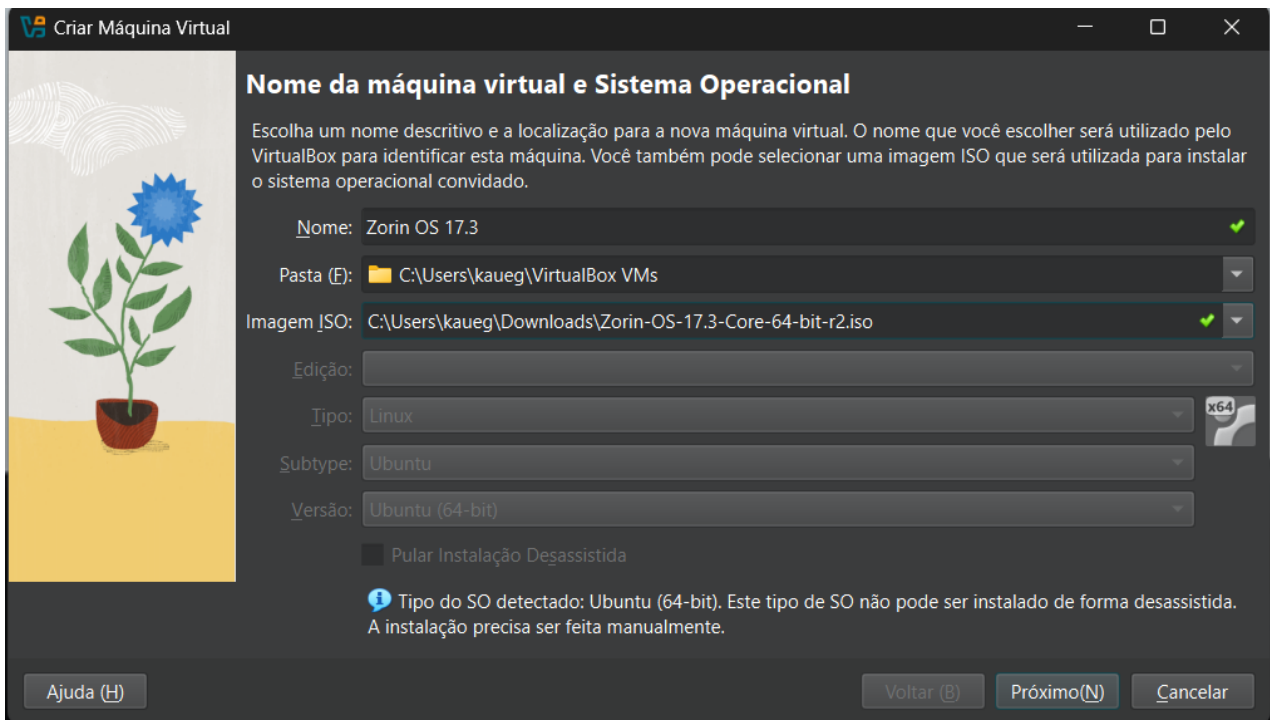 Criar Máquina Virtual
Nome da máquina virtual e Sistema Operacional
Escolha um nome descritivo e a localização para a nova máquina virtual. O nome que você escolher será utilizado pelo
VirtualBox para identificar esta máquina. Você também pode selecionar uma imagem ISO que será utilizada para instalar
o sistema operacional convidado.
Nome: Zorin OS 17.3
Pasta (F): C:\Users\kaueg\VirtualBox VMs
Imagem ISO: C:\Users\kaueg\Downloads\Zorin-OS-17.3-Core-64-bit-r2.iso
Edição:
Tipo: Linux x64
Subtype: Ubuntu
Versão: Ubuntu (64-bit)
Pular Instalação Desassistida
Tipo do SO detectado: Ubuntu (64-bit). Este tipo de SO não pode ser instalado de forma desassistida.
A instalação precisa ser feita manualmente.
Ajuda (H) Voltar (B) Próximo(N) Cancelar